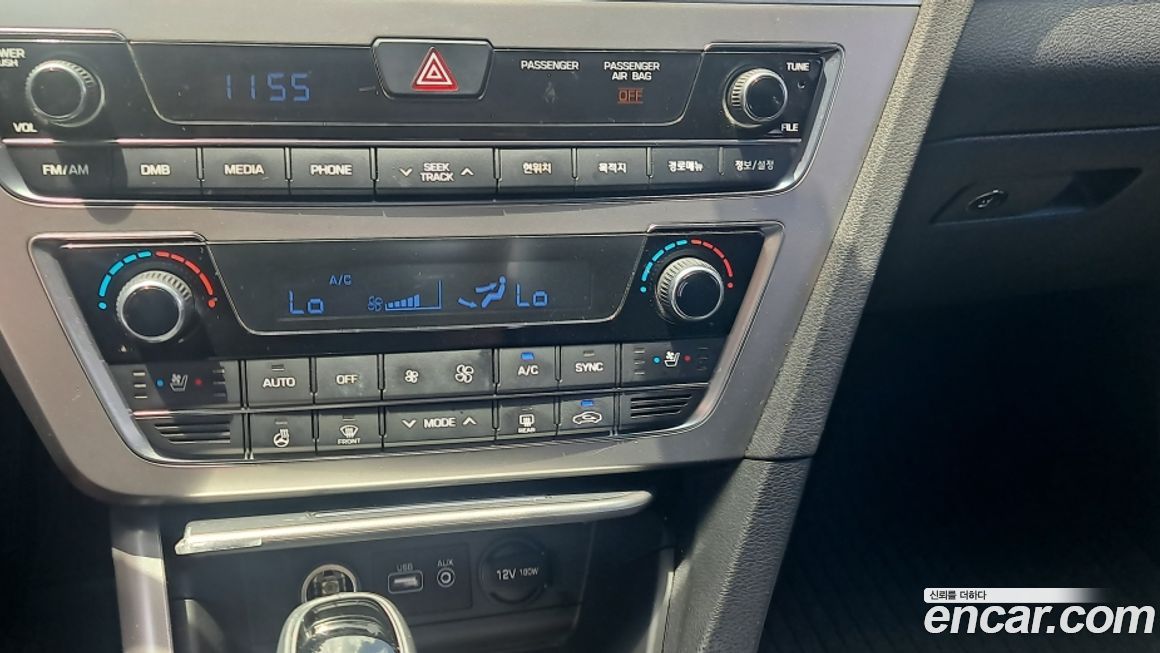 POWER
PUSH
VOL
1155
PASSENGER
PASSENGER
AIR BAG
OFF
TUNE
FILE
FM/AM
DMB
MEDIA
PHONE
SEEK
TRACK
현위치
목적지
경로메뉴
정보/설정
A/C
Lo
Lo
AUTO
OFF
A/C
SYNC
FRONT
MODE
REAR
USB
AUX
12V 180W
신뢰를 더하다
encar.com